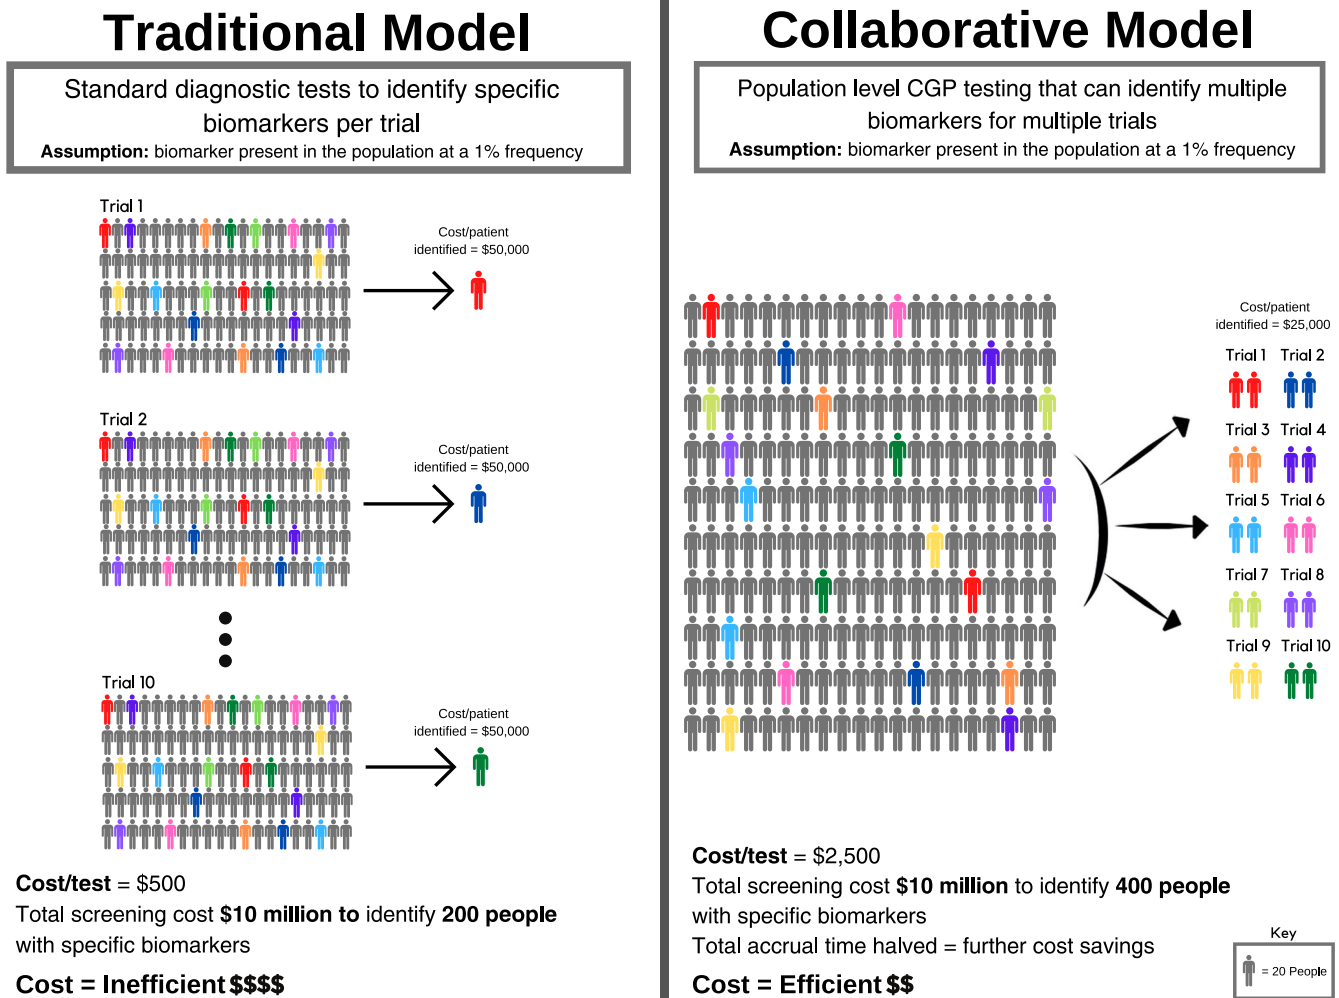 Traditional Model
Standard diagnostic tests to identify specific
biomarkers per trial
Assumption: biomarker present in the population at a 1% frequency
Trial 1
Cost/patient
identified = $50,000
Trial 2
Cost/patient
identified = $50,000
Trial 10
Cost/patient
identified = $50,000
Cost/test = $500
Total screening cost $10 million to identify 200 people
with specific biomarkers
Cost = Inefficient $$$$
Collaborative Model
Population level CGP testing that can identify multiple
biomarkers for multiple trials
Assumption: biomarker present in the population at a 1% frequency
Cost/patient
identified = $25,000
Trial 1 Trial 2
Trial 3 Trial 4
Trial 5 Trial 6
Trial 7 Trial 8
Trial 9 Trial 10
Cost/test = $2,500
Total screening cost $10 million to identify 400 people
with specific biomarkers
Total accrual time halved = further cost savings
Cost = Efficient $$
Key
= 20 People